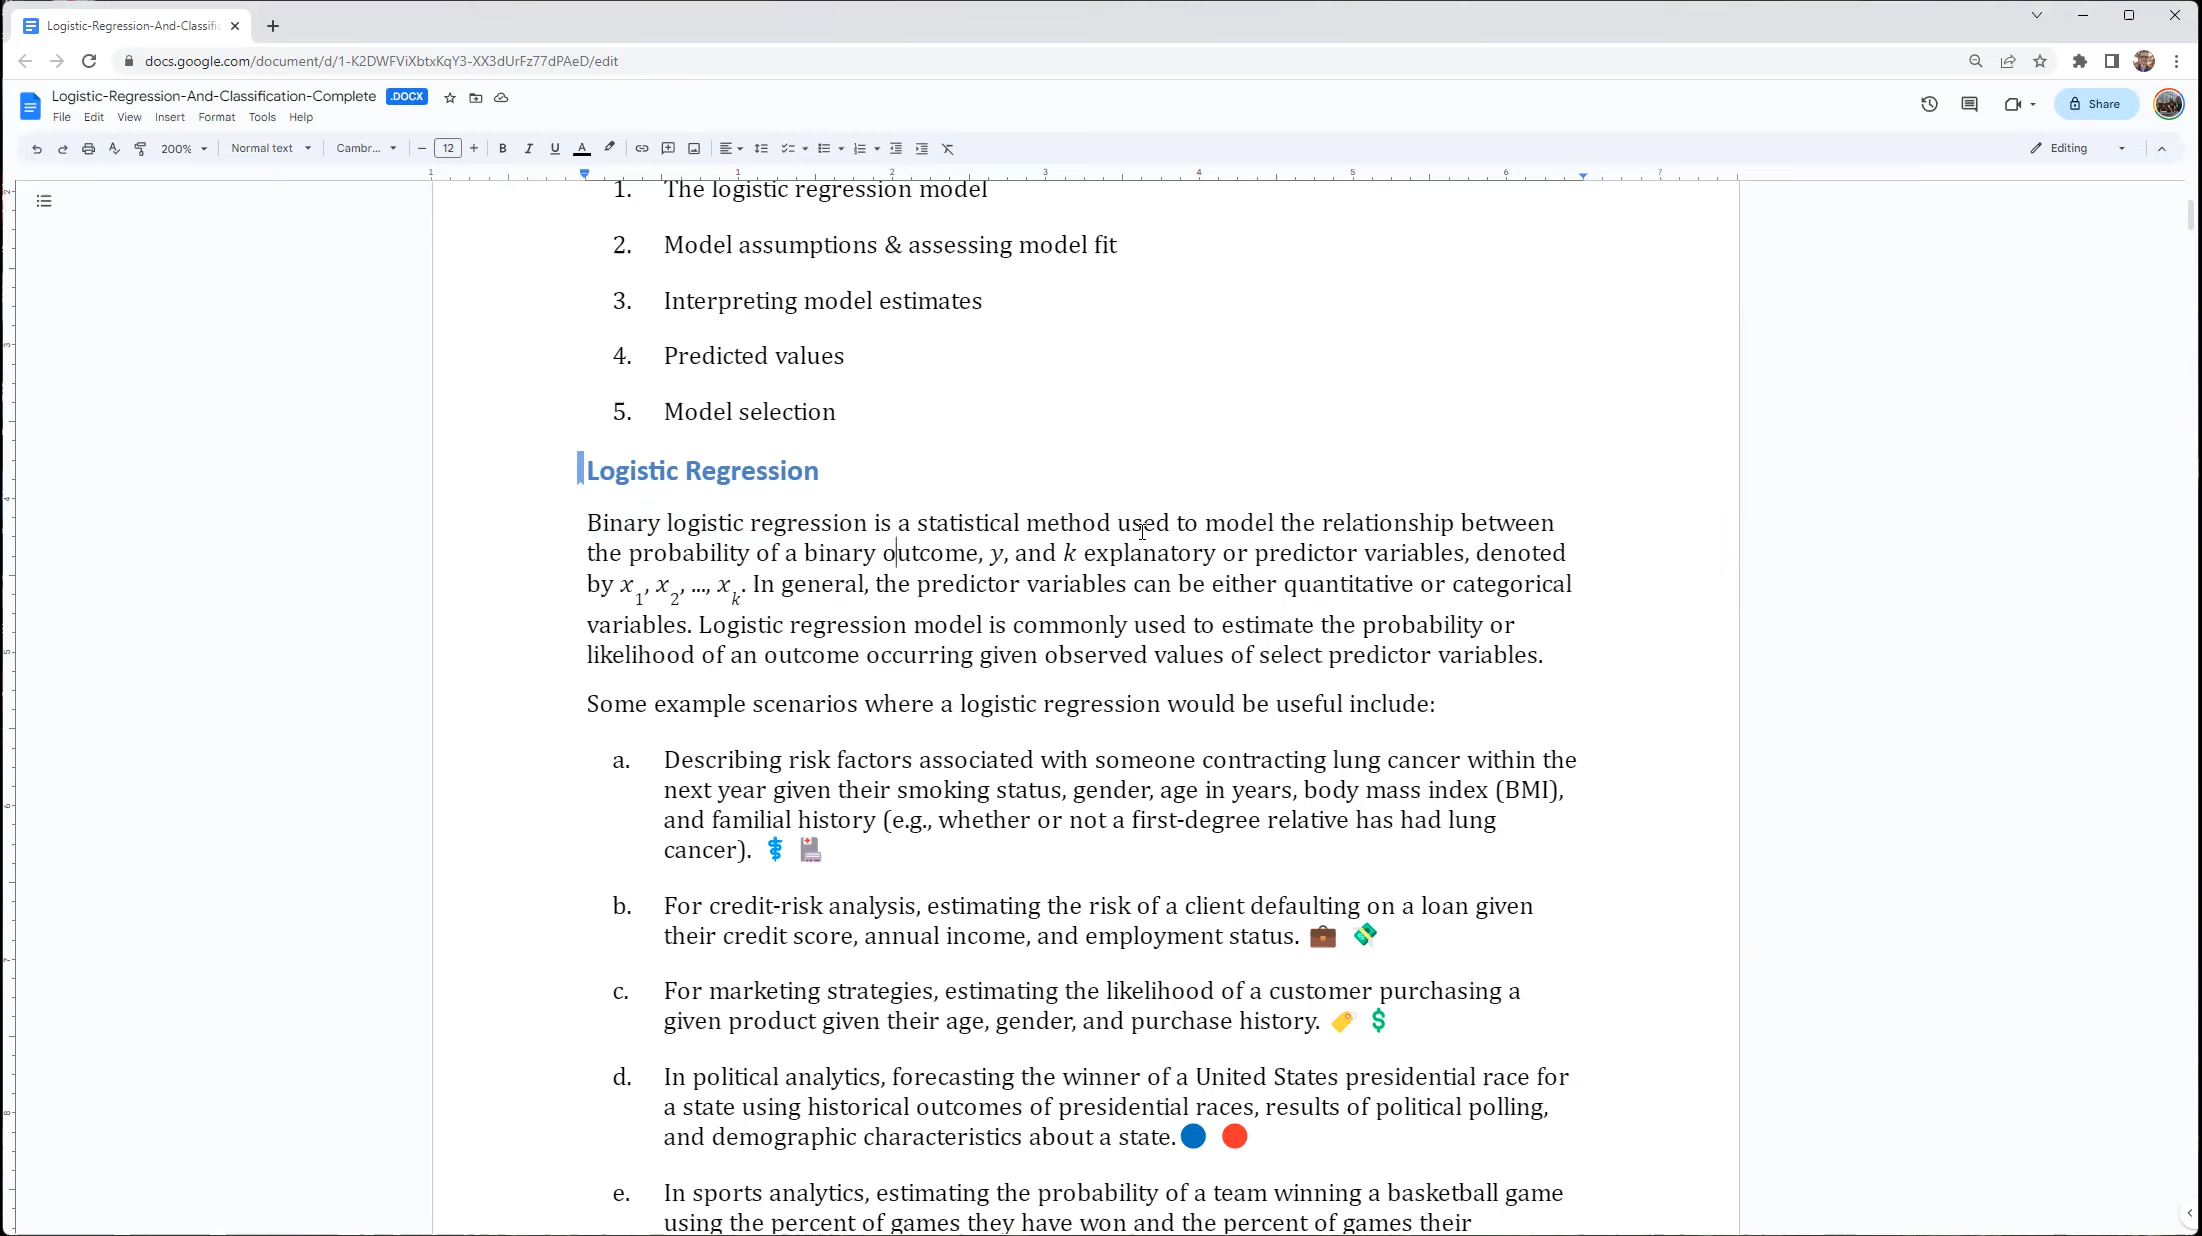 Logistic-Regression-And-Classific
docs.google.com/document/d/1-K2DWFViXbtxKqY3-XX3dUrFz77dPAeD/edit
Logistic-Regression-And-Classification-Complete .DOCX
Share
File Edit View Insert Format Tools Help
200% Normal text Cambr... − 12 + B I U A Editing
1 1 2 3 4 5 6 7
1. The logistic regression model
2. Model assumptions & assessing model fit
3. Interpreting model estimates
4. Predicted values
5. Model selection
Logistic Regression
Binary logistic regression is a statistical method used to model the relationship between
the probability of a binary outcome, y, and k explanatory or predictor variables, denoted
by x1, x2, ..., xk. In general, the predictor variables can be either quantitative or categorical
variables. Logistic regression model is commonly used to estimate the probability or
likelihood of an outcome occurring given observed values of select predictor variables.
Some example scenarios where a logistic regression would be useful include:
a. Describing risk factors associated with someone contracting lung cancer within the
next year given their smoking status, gender, age in years, body mass index (BMI),
and familial history (e.g., whether or not a first-degree relative has had lung
cancer).
b. For credit-risk analysis, estimating the risk of a client defaulting on a loan given
their credit score, annual income, and employment status.
c. For marketing strategies, estimating the likelihood of a customer purchasing a
given product given their age, gender, and purchase history.
d. In political analytics, forecasting the winner of a United States presidential race for
a state using historical outcomes of presidential races, results of political polling,
and demographic characteristics about a state.
e. In sports analytics, estimating the probability of a team winning a basketball game
using the percent of games they have won and the percent of games their